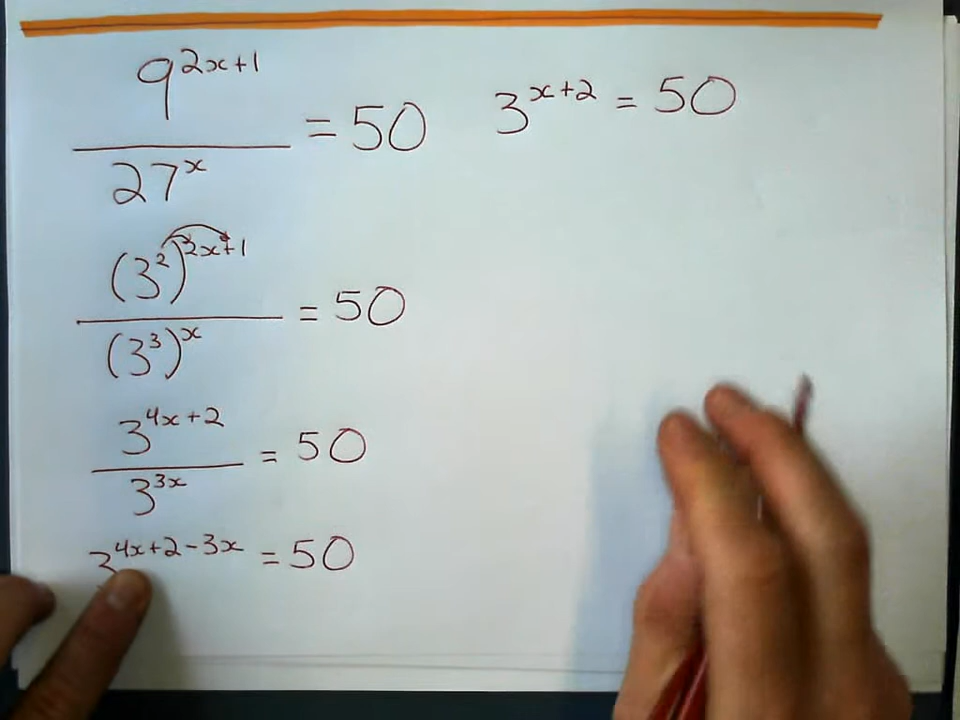 9^{2x+1} / 27^x = 50
(3^2)^{2x+1} / (3^3)^x = 50
3^{4x+2} / 3^{3x} = 50
3^{4x+2-3x} = 50
3^{x+2} = 50